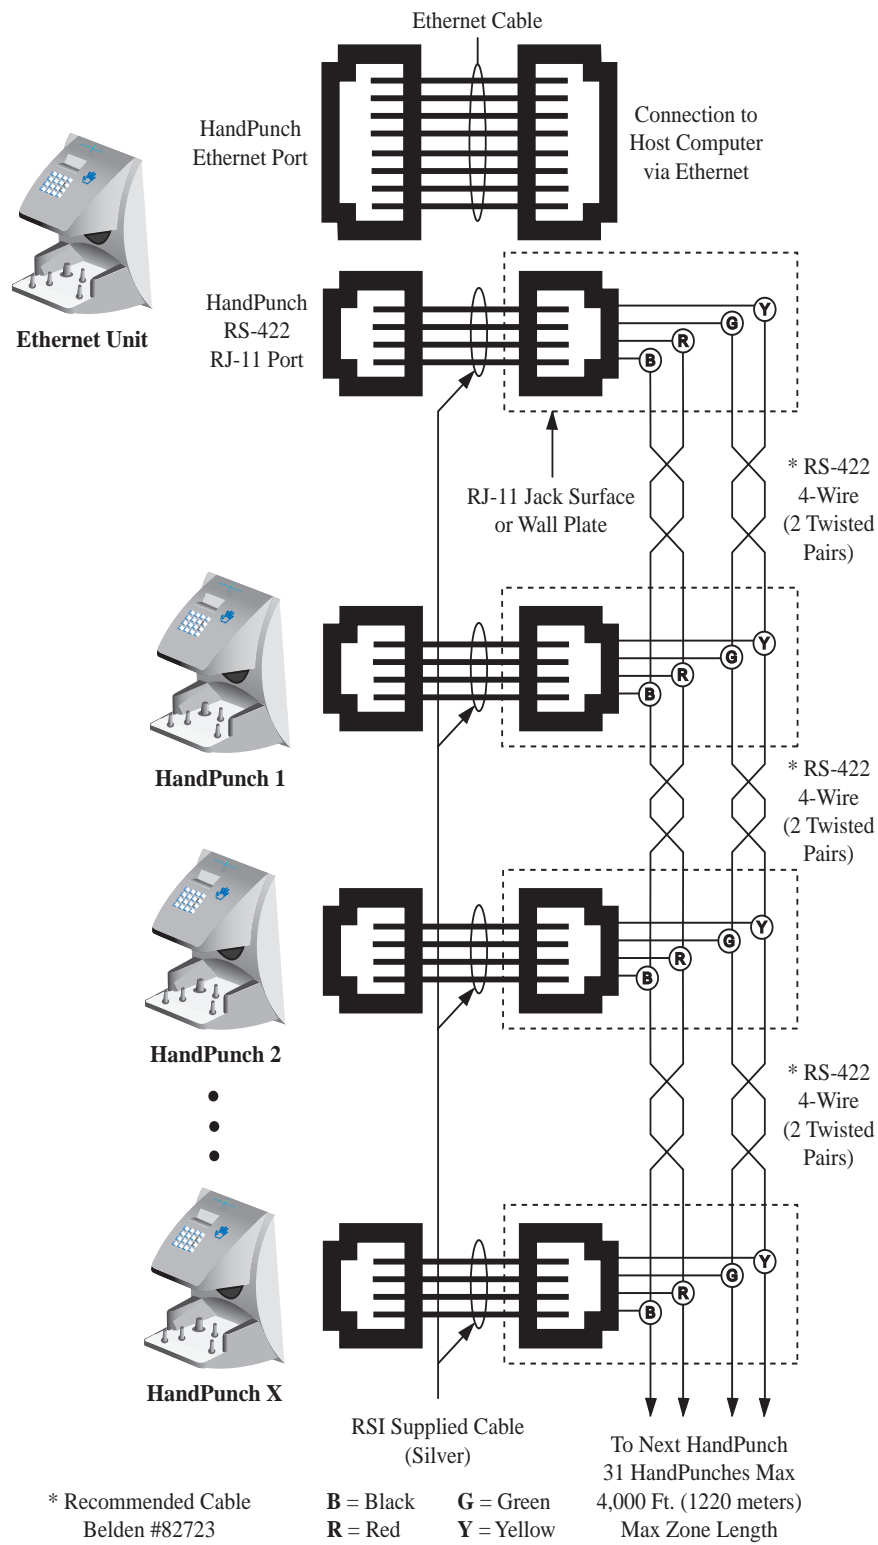 Ethernet Cable
HandPunch
Ethernet Port
Connection to
Host Computer
via Ethernet
Ethernet Unit
HandPunch
RS-422
RJ-11 Port
Y
G
R
B
RJ-11 Jack Surface
or Wall Plate
* RS-422
4-Wire
(2 Twisted
Pairs)
HandPunch 1
Y
G
R
B
* RS-422
4-Wire
(2 Twisted
Pairs)
HandPunch 2
Y
G
R
B
* RS-422
4-Wire
(2 Twisted
Pairs)
HandPunch X
Y
G
R
B
RSI Supplied Cable
(Silver)
To Next HandPunch
31 HandPunches Max
4,000 Ft. (1220 meters)
Max Zone Length
* Recommended Cable
Belden #82723
B = Black
R = Red
G = Green
Y = Yellow